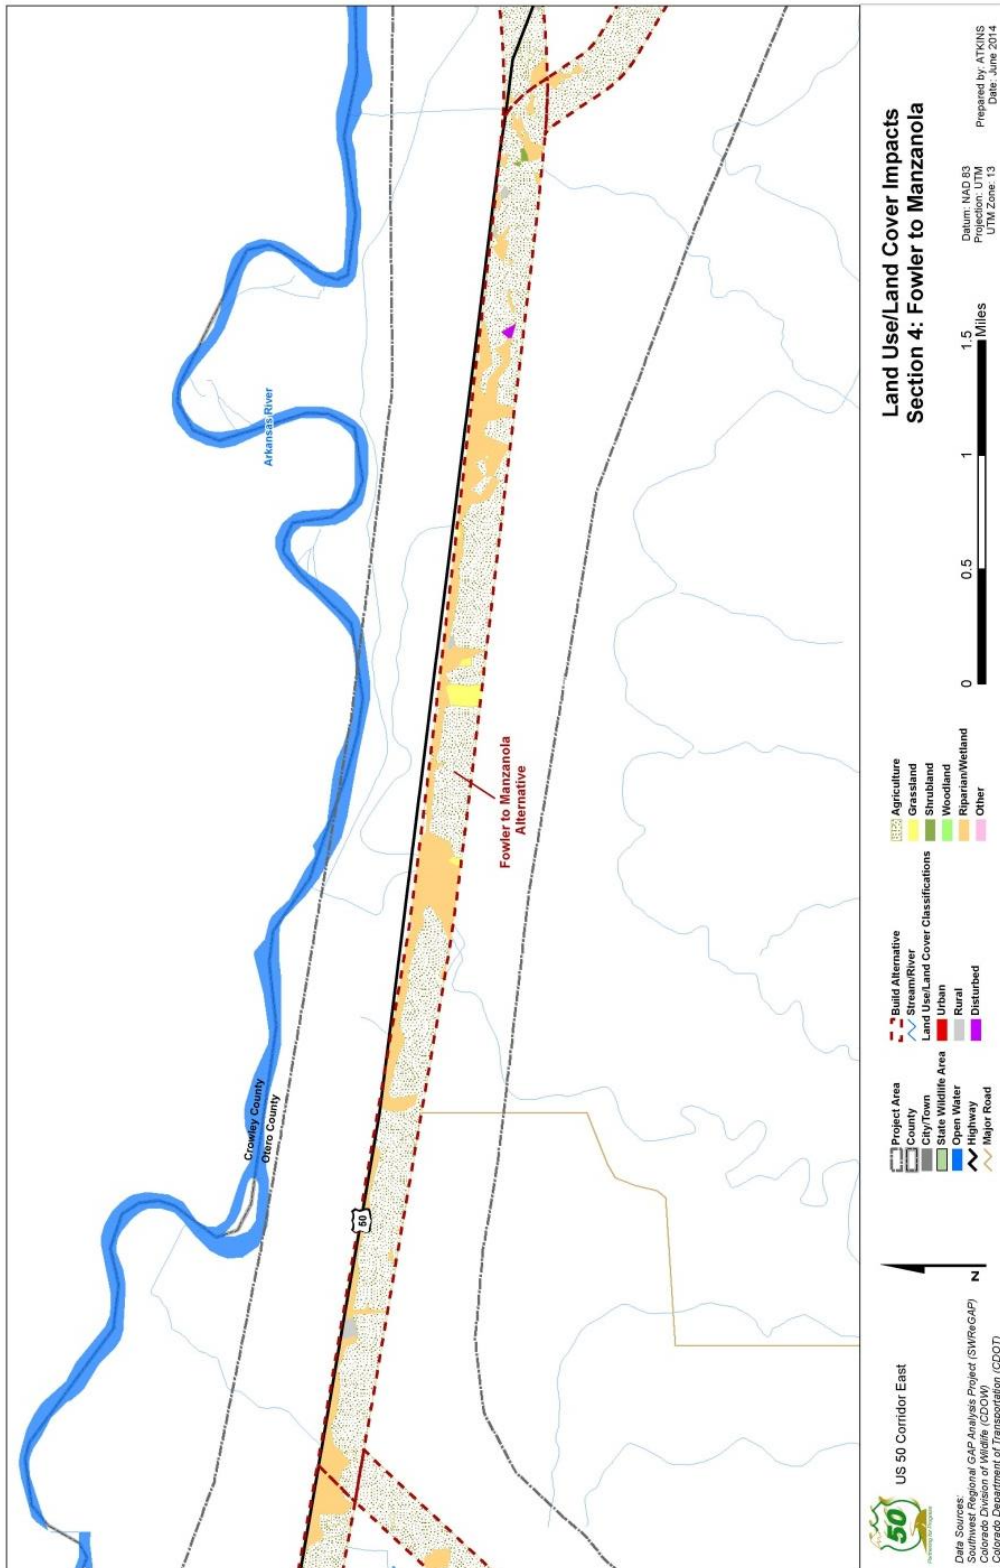 Arkansas River
Crowley County
Otero County
50
Fowler to Manzanola
Alternative
50
US 50 Corridor East
Data Sources:
Southwest Regional GAP Analysis Project (SWReGAP)
Colorado Division of Wildlife (CDOW)
Colorado Department of Transportation (CDOT)
N
Project Area
County
City/Town
State Wildlife Area
Open Water
Highway
Major Road
Build Alternative
Stream/River
Land Use/Land Cover Classifications
Urban
Rural
Disturbed
Agriculture
Grassland
Shrubland
Woodland
Riparian/Wetland
Other
0 0.5 1 1.5
Miles
Land Use/Land Cover Impacts
Section 4: Fowler to Manzanola
Datum: NAD 83
Projection: UTM
UTM Zone: 13
Prepared by: ATKINS
Date: June 2014